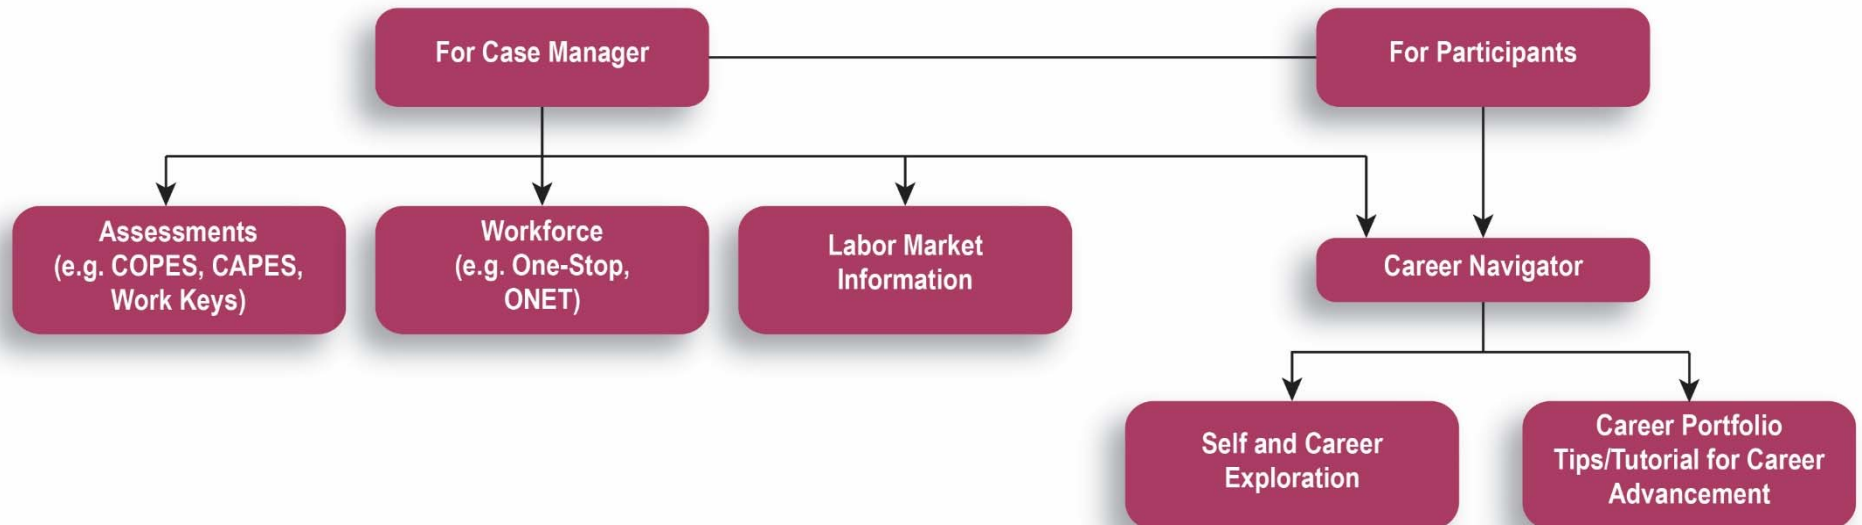 For Case Manager
For Participants
Assessments
(e.g. COPES, CAPES,
Work Keys)
Workforce
(e.g. One-Stop,
ONET)
Labor Market
Information
Career Navigator
Self and Career
Exploration
Career Portfolio
Tips/Tutorial for Career
Advancement